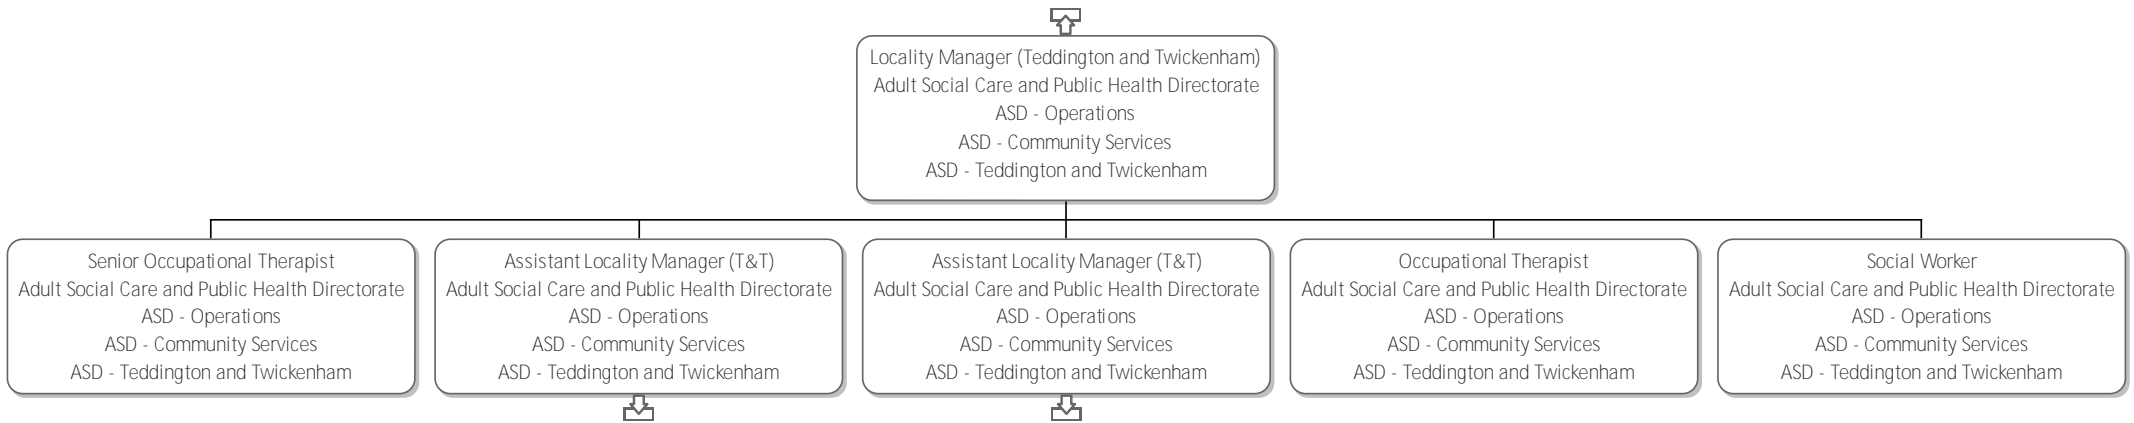 Locality Manager (Teddington and Twickenham)
Adult Social Care and Public Health Directorate
ASD - Operations
ASD - Community Services
ASD - Teddington and Twickenham
Senior Occupational Therapist
Adult Social Care and Public Health Directorate
ASD - Operations
ASD - Community Services
ASD - Teddington and Twickenham
Assistant Locality Manager (T&T)
Adult Social Care and Public Health Directorate
ASD - Operations
ASD - Community Services
ASD - Teddington and Twickenham
Assistant Locality Manager (T&T)
Adult Social Care and Public Health Directorate
ASD - Operations
ASD - Community Services
ASD - Teddington and Twickenham
Occupational Therapist
Adult Social Care and Public Health Directorate
ASD - Operations
ASD - Community Services
ASD - Teddington and Twickenham
Social Worker
Adult Social Care and Public Health Directorate
ASD - Operations
ASD - Community Services
ASD - Teddington and Twickenham